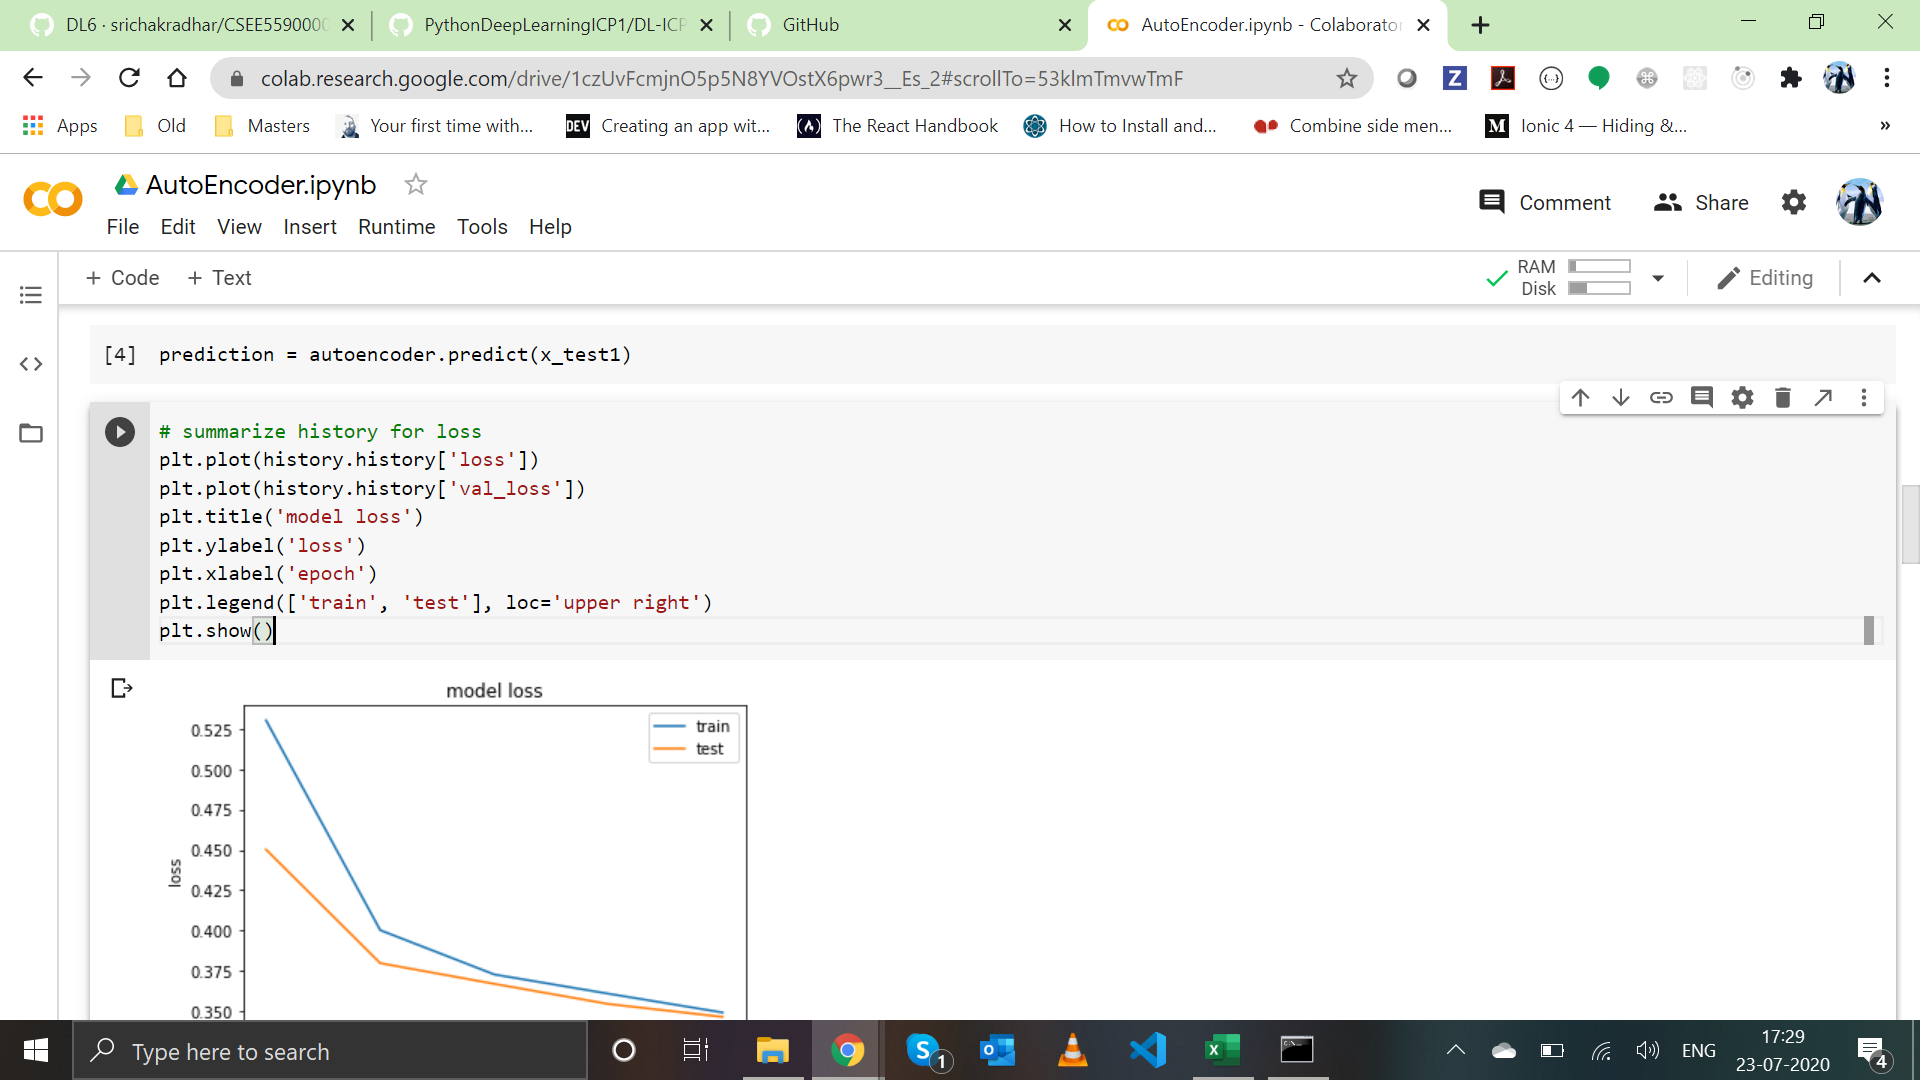 DL6 · srichakradhar/CSEE5590000
PythonDeepLearningICP1/DL-ICP
GitHub
AutoEncoder.ipynb - Colaborator
colab.research.google.com/drive/1czUvFcmjnO5p5N8YVOstX6pwr3__Es_2#scrollTo=53klmTmvwTmF
Apps
Old
Masters
Your first time with...
DEV
Creating an app wit...
The React Handbook
How to Install and...
Combine side men...
Ionic 4 — Hiding &...
»
AutoEncoder.ipynb
Comment
Share
File Edit View Insert Runtime Tools Help
+ Code + Text
RAM
Disk
Editing
[4] prediction = autoencoder.predict(x_test1)
# summarize history for loss
plt.plot(history.history['loss'])
plt.plot(history.history['val_loss'])
plt.title('model loss')
plt.ylabel('loss')
plt.xlabel('epoch')
plt.legend(['train', 'test'], loc='upper right')
plt.show()
model loss
train
test
0.525
0.500
0.475
0.450
0.425
0.400
0.375
0.350
loss
Type here to search
1
ENG
17:29
23-07-2020
4